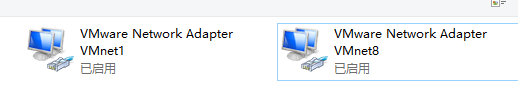 VMware Network Adapter
VMnet1
已启用
VMware Network Adapter
VMnet8
已启用